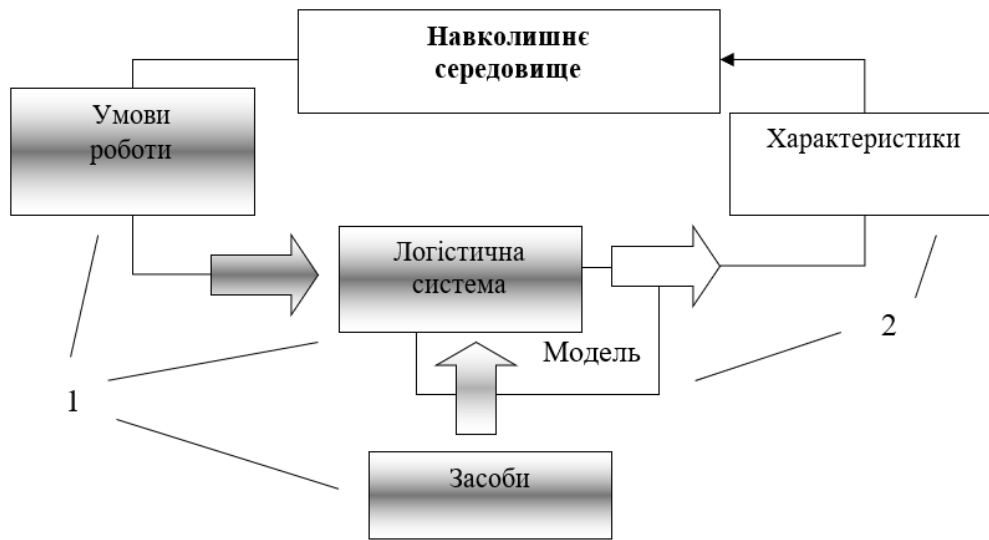 Навколишнє
середовище
Умови
роботи
Характеристики
Логістична
система
2
Модель
1
Засоби